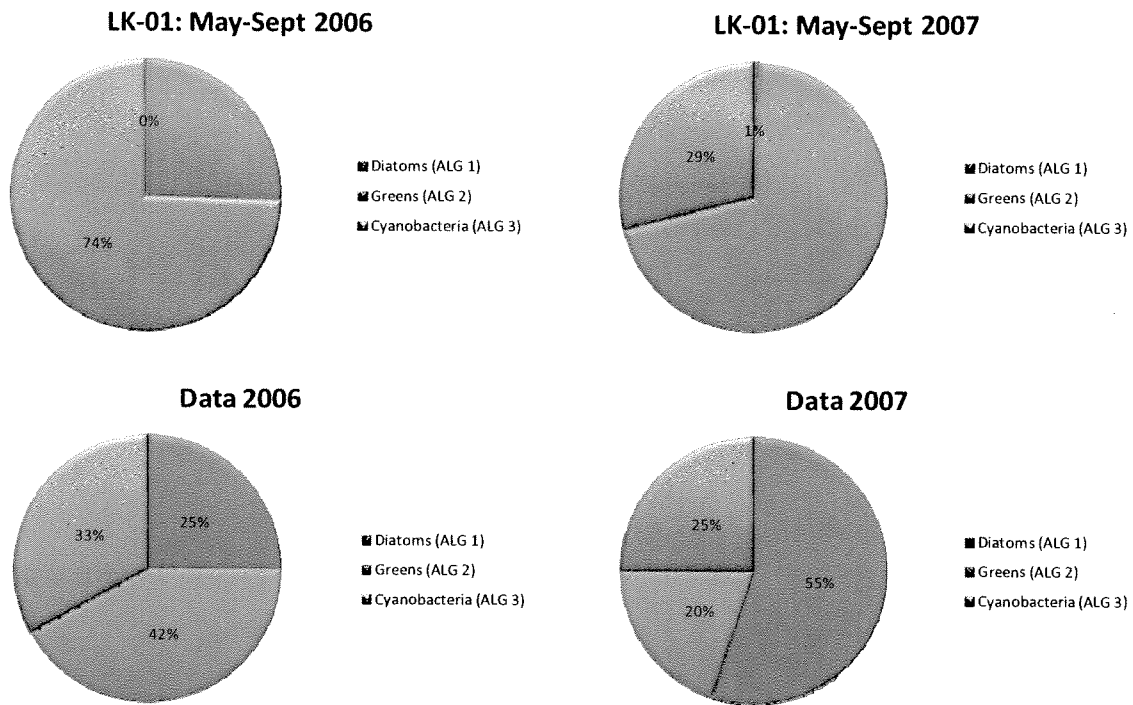 LK-01: May-Sept 2006
0%
74%
Diatoms (ALG 1)
Greens (ALG 2)
Cyanobacteria (ALG 3)
LK-01: May-Sept 2007
1%
29%
Diatoms (ALG 1)
Greens (ALG 2)
Cyanobacteria (ALG 3)
Data 2006
33%
25%
42%
Diatoms (ALG 1)
Greens (ALG 2)
Cyanobacteria (ALG 3)
Data 2007
25%
55%
20%
Diatoms (ALG 1)
Greens (ALG 2)
Cyanobacteria (ALG 3)